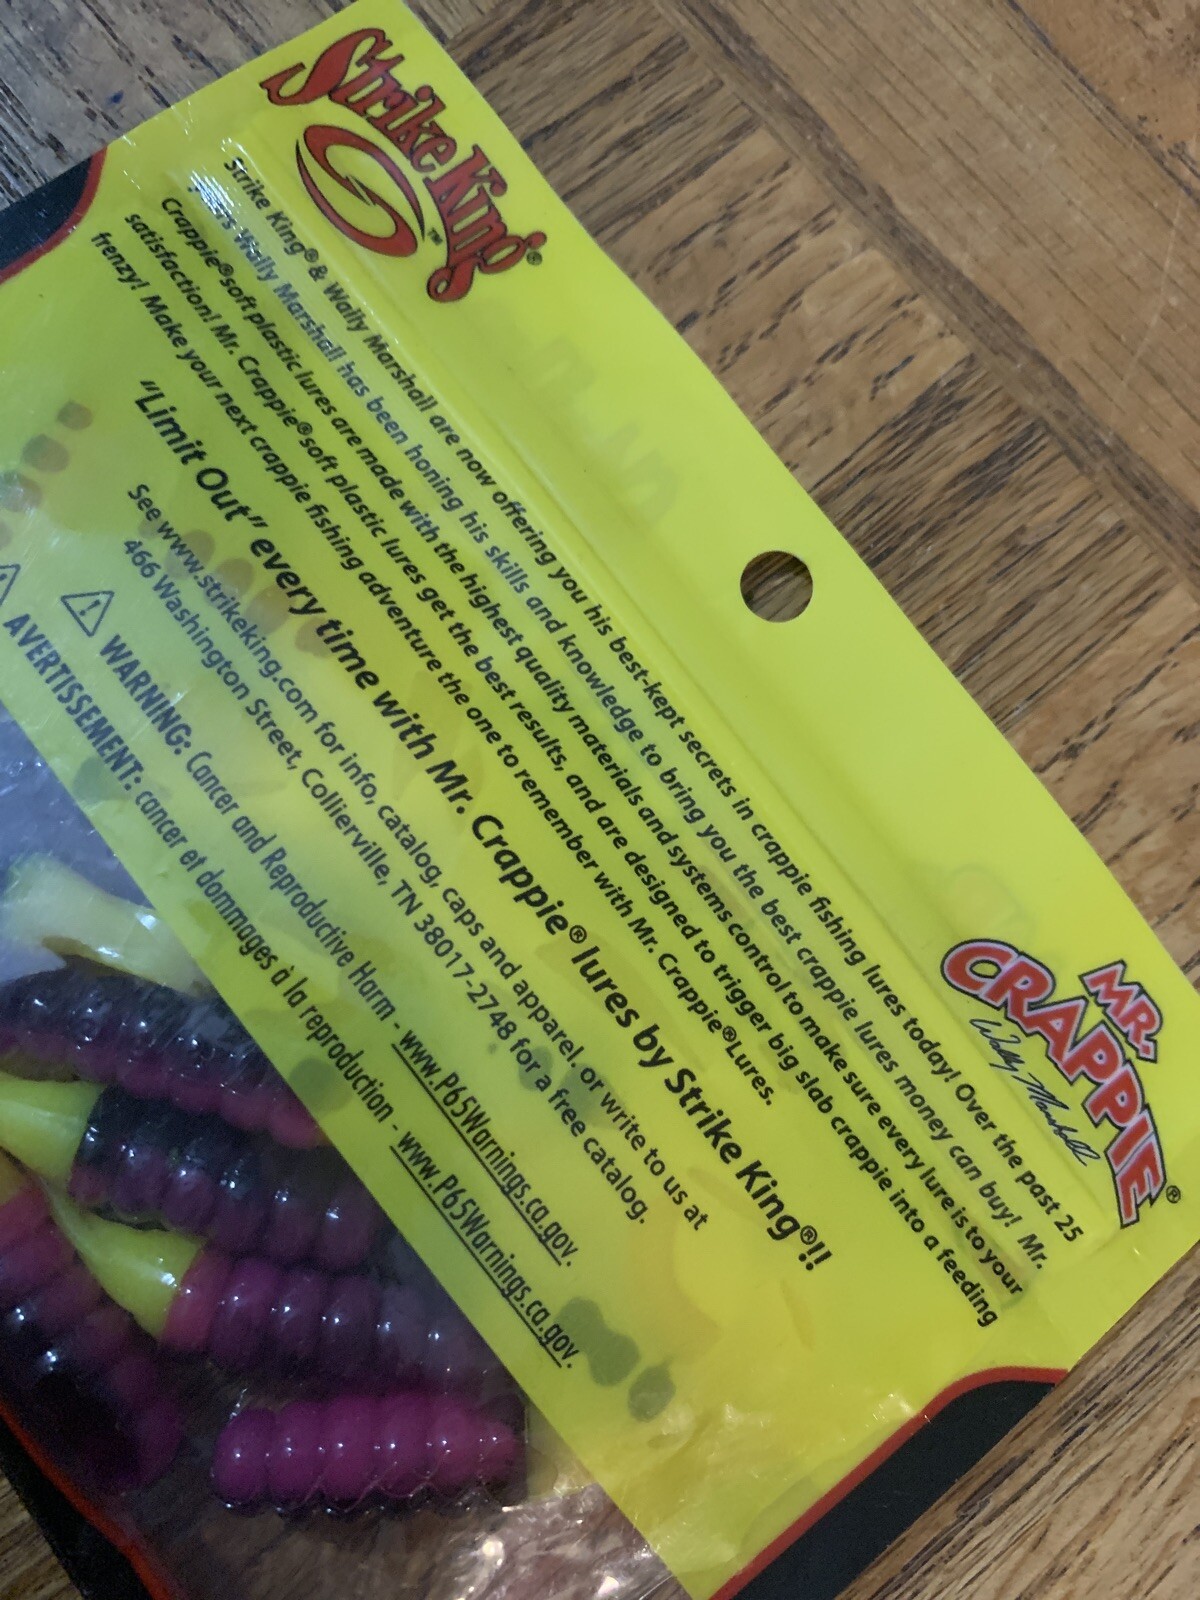 Strike King®
™
MR.
CRAPPIE®
Wally Marshall
Strike King® & Wally Marshall are now offering you his best-kept secrets in crappie fishing lures today! Over the past 25
years Wally Marshall has been honing his skills and knowledge to bring you the best crappie lures money can buy! Mr.
Crappie® soft plastic lures are made with the highest quality materials and systems control to make sure every lure is to your
satisfaction! Mr. Crappie® soft plastic lures get the best results, and are designed to trigger big slab crappie into a feeding
frenzy! Make your next crappie fishing adventure the one to remember with Mr. Crappie® Lures.
"Limit Out" every time with Mr. Crappie® lures by Strike King®!!
See www.strikeking.com for info, catalog, caps and apparel, or write to us at
466 Washington Street, Collierville, TN 38017-2748 for a free catalog.
WARNING: Cancer and Reproductive Harm - www.P65Warnings.ca.gov.
AVERTISSEMENT: cancer et dommages à la reproduction - www.P65Warnings.ca.gov.